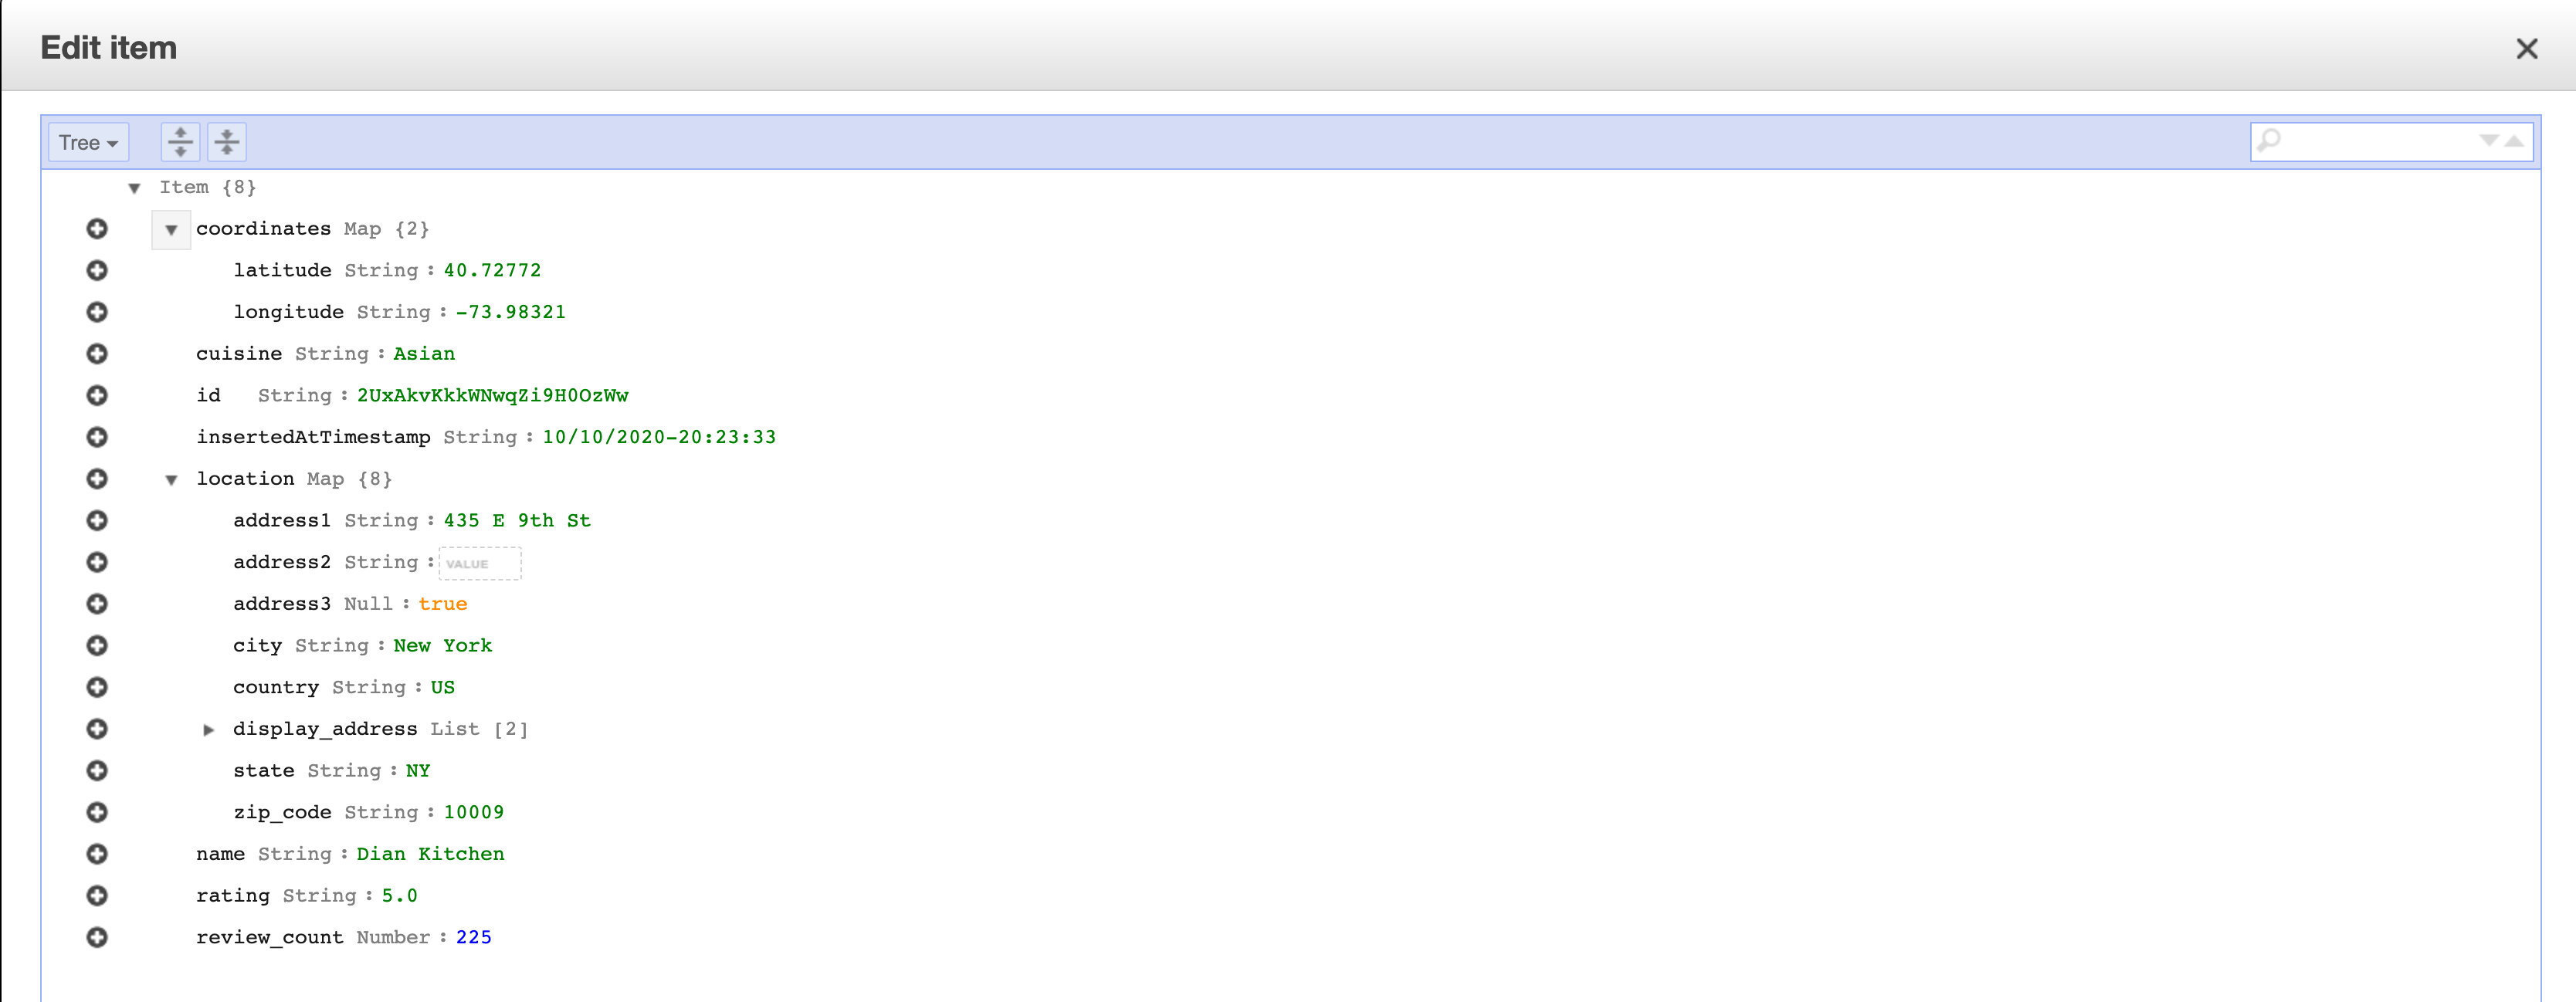 Edit item
Tree
Item {8}
coordinates Map {2}
latitude String : 40.72772
longitude String : -73.98321
cuisine String : Asian
id String : 2UxAkvKkkWNwqZi9H0OzWw
insertedAtTimestamp String : 10/10/2020-20:23:33
location Map {8}
address1 String : 435 E 9th St
address2 String : VALUE
address3 Null : true
city String : New York
country String : US
display_address List [2]
state String : NY
zip_code String : 10009
name String : Dian Kitchen
rating String : 5.0
review_count Number : 225